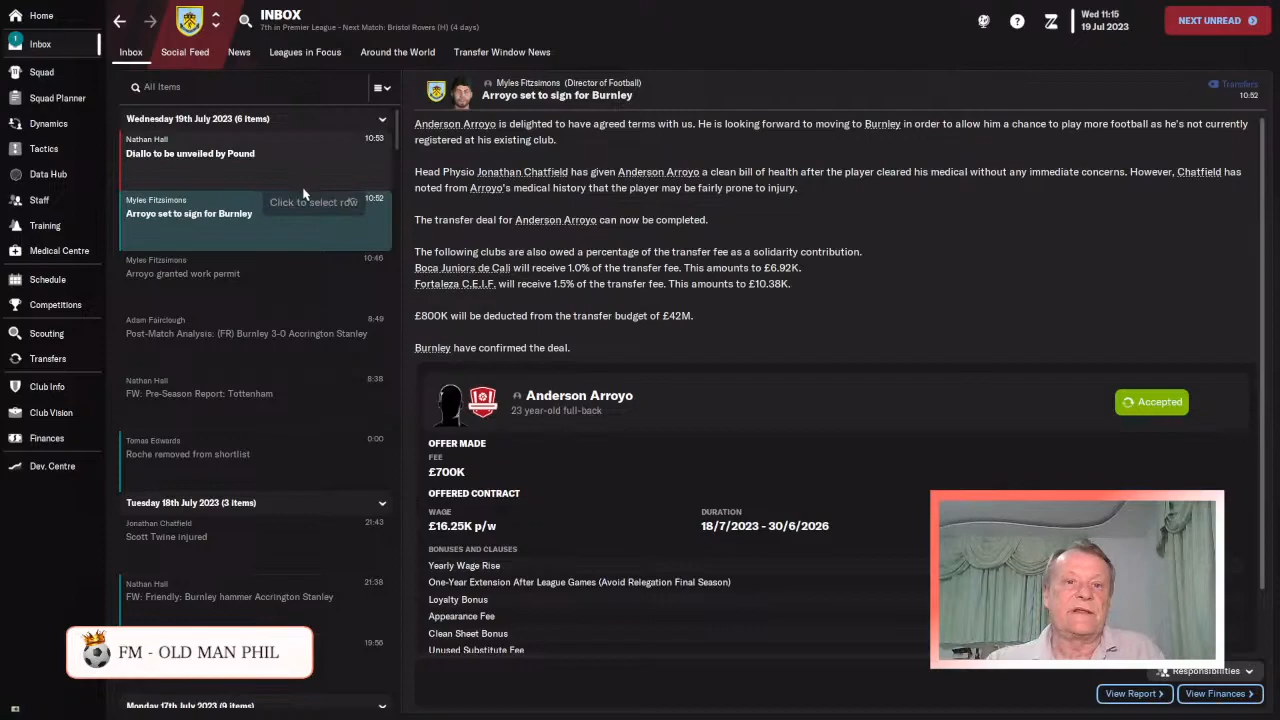 Home
1
Inbox
Squad
Squad Planner
Dynamics
Tactics
Data Hub
Staff
Training
Medical Centre
Schedule
Competitions
Scouting
Transfers
Club Info
Club Vision
Finances
Dev. Centre
INBOX
7th in Premier League - Next Match: Bristol Rovers (H) (4 days)
Wed 11:15
19 Jul 2023
NEXT UNREAD
Inbox
Social Feed
News
Leagues in Focus
Around the World
Transfer Window News
All Items
Wednesday 19th July 2023 (6 items)
Nathan Hall
10:53
Diallo to be unveiled by Pound
Myles Fitzsimons
10:52
Arroyo set to sign for Burnley
Click to select row
Myles Fitzsimons
10:46
Arroyo granted work permit
Adam Fairclough
8:49
Post-Match Analysis: (FR) Burnley 3-0 Accrington Stanley
Nathan Hall
8:38
FW: Pre-Season Report: Tottenham
Tomas Edwards
0:00
Roche removed from shortlist
Tuesday 18th July 2023 (3 items)
Jonathan Chatfield
21:43
Scott Twine injured
Nathan Hall
21:38
FW: Friendly: Burnley hammer Accrington Stanley
19:56
Monday 17th July 2023 (9 items)
Myles Fitzsimons (Director of Football)
Arroyo set to sign for Burnley
Transfers
10:52
Anderson Arroyo is delighted to have agreed terms with us. He is looking forward to moving to Burnley in order to allow him a chance to play more football as he's not currently
registered at his existing club.
Head Physio Jonathan Chatfield has given Anderson Arroyo a clean bill of health after the player cleared his medical without any immediate concerns. However, Chatfield has
noted from Arroyo's medical history that the player may be fairly prone to injury.
The transfer deal for Anderson Arroyo can now be completed.
The following clubs are also owed a percentage of the transfer fee as a solidarity contribution.
Boca Juniors de Cali will receive 1.0% of the transfer fee. This amounts to £6.92K.
Fortaleza C.E.I.F. will receive 1.5% of the transfer fee. This amounts to £10.38K.
£800K will be deducted from the transfer budget of £42M.
Burnley have confirmed the deal.
Anderson Arroyo
23 year-old full-back
Accepted
OFFER MADE
FEE
£700K
OFFERED CONTRACT
WAGE
DURATION
£16.25K p/w
18/7/2023 - 30/6/2026
BONUSES AND CLAUSES
Yearly Wage Rise
One-Year Extension After League Games (Avoid Relegation Final Season)
Loyalty Bonus
Appearance Fee
Clean Sheet Bonus
Unused Substitute Fee
Responsibilities
View Report
View Finances
FM - OLD MAN PHIL